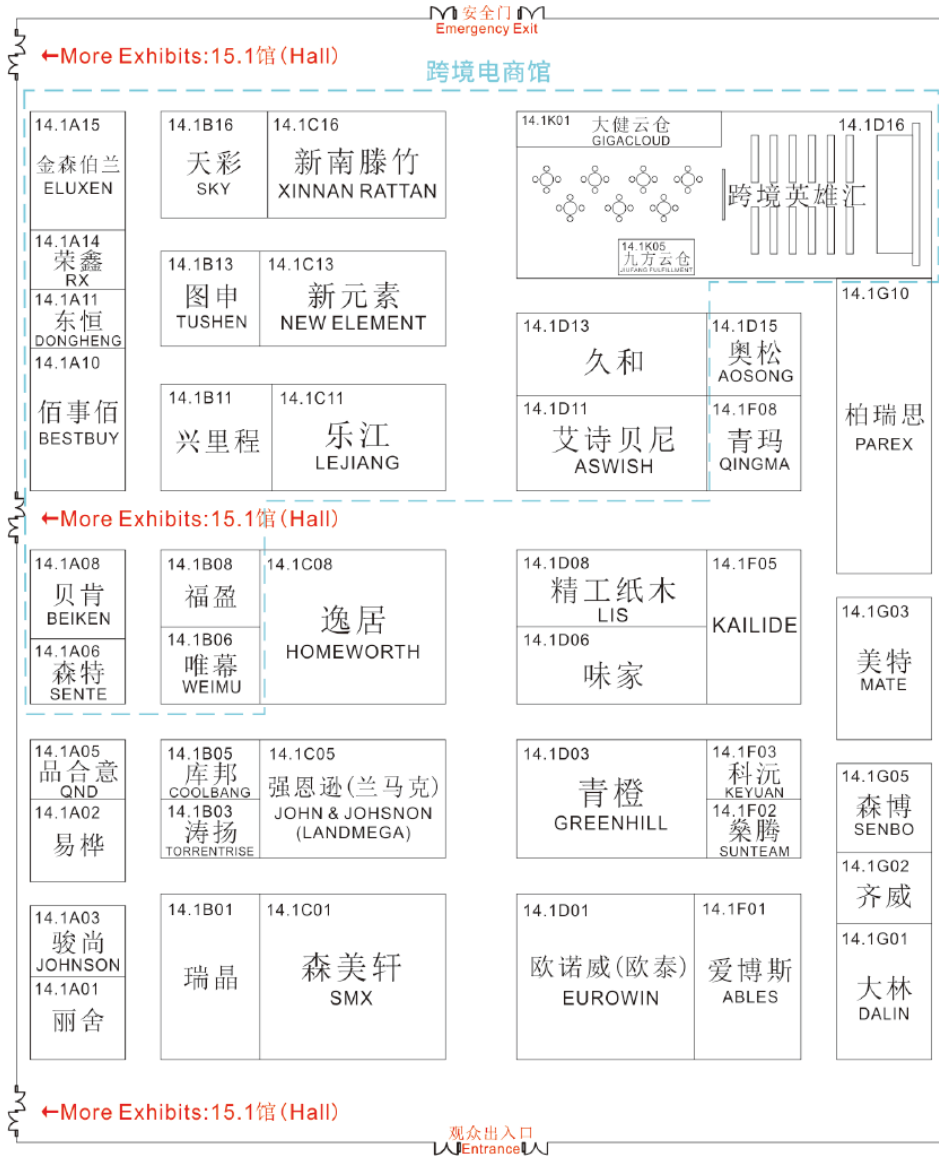 安全门
Emergency Exit
←More Exhibits:15.1馆(Hall)
跨境电商馆
14.1A15
金森伯兰
ELUXEN
14.1B16
天彩
SKY
14.1C16
新南滕竹
XINNAN RATTAN
14.1K01
大健云仓
GIGACLOUD
14.1D16
跨境英雄汇
14.1K05
九方云仓
JIUFANG FULFILLMENT
14.1A14
荣鑫
RX
14.1A11
东恒
DONGHENG
14.1A10
佰事佰
BESTBUY
14.1B13
图申
TUSHEN
14.1C13
新元素
NEW ELEMENT
14.1B11
兴里程
14.1C11
乐江
LEJIANG
14.1D13
久和
14.1D15
奥松
AOSONG
14.1D11
艾诗贝尼
ASWISH
14.1F08
青玛
QINGMA
14.1G10
柏瑞思
PAREX
←More Exhibits:15.1馆(Hall)
14.1A08
贝肯
BEIKEN
14.1A06
森特
SENTE
14.1B08
福盈
14.1B06
唯幕
WEIMU
14.1C08
逸居
HOMEWORTH
14.1D08
精工纸木
LIS
14.1D06
味家
14.1F05
KAILIDE
14.1G03
美特
MATE
14.1A05
品合意
QND
14.1A02
易桦
14.1B05
库邦
COOLBANG
14.1B03
涛扬
TORRENTRISE
14.1C05
强恩逊(兰马克)
JOHN & JOHSNON
(LANDMEGA)
14.1D03
青橙
GREENHILL
14.1F03
科沅
KEYUAN
14.1F02
燊腾
SUNTEAM
14.1G05
森博
SENBO
14.1G02
齐威
14.1G01
大林
DALIN
14.1A03
骏尚
JOHNSON
14.1A01
丽舍
14.1B01
瑞晶
14.1C01
森美轩
SMX
14.1D01
欧诺威(欧泰)
EUROWIN
14.1F01
爱博斯
ABLES
←More Exhibits:15.1馆(Hall)
观众出入口
Entrance